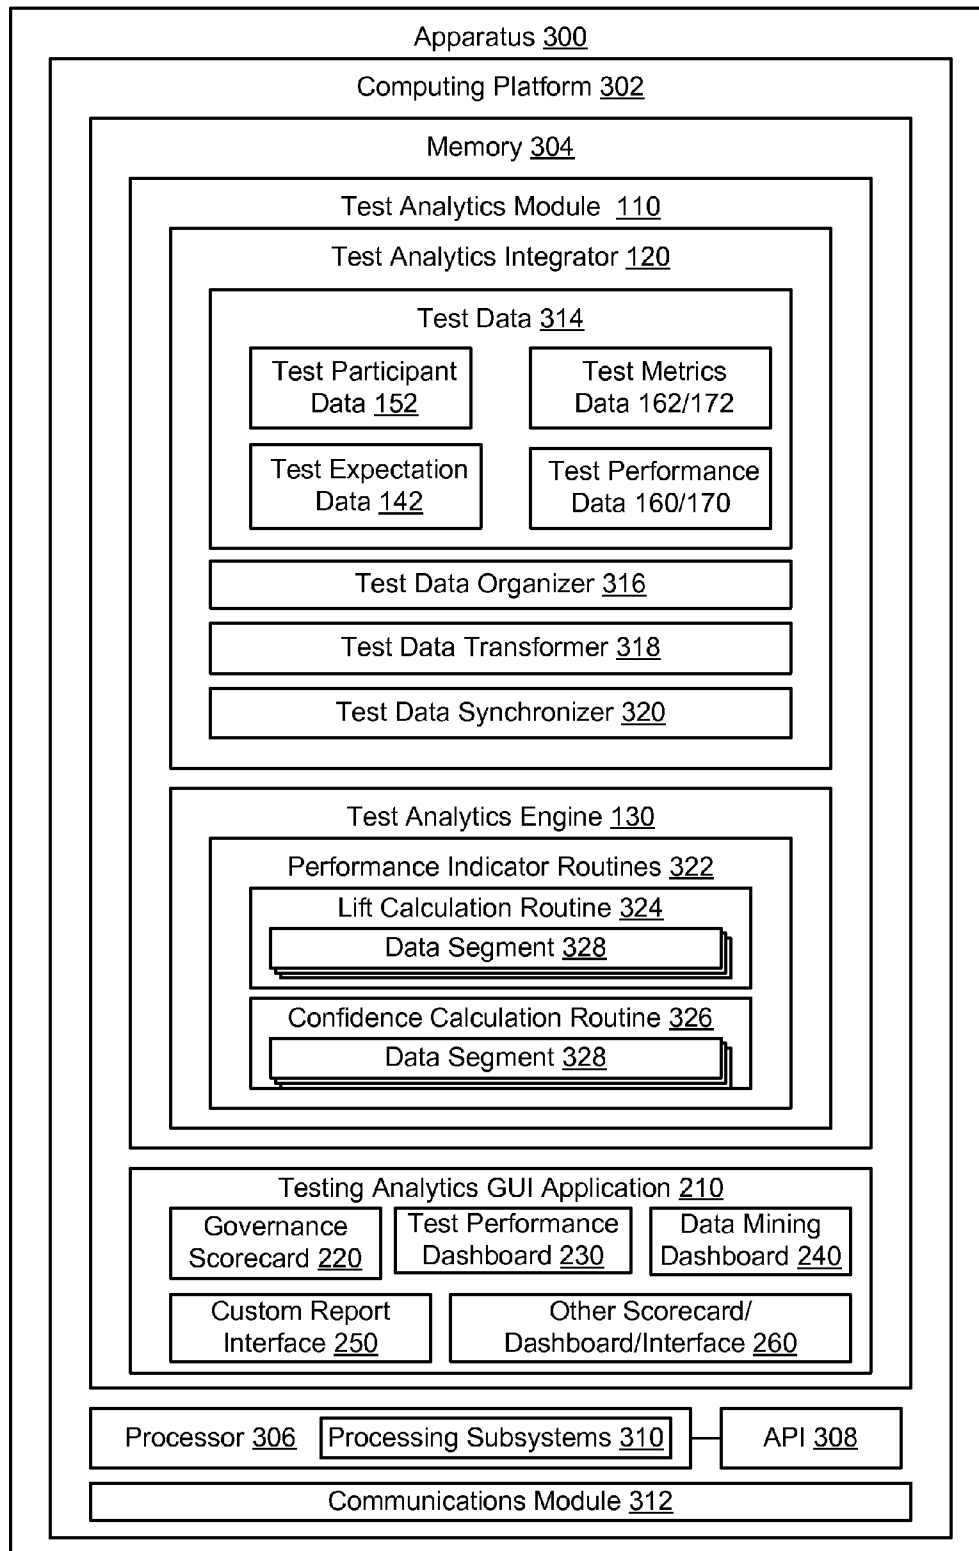 Apparatus 300
Computing Platform 302
Memory 304
Test Analytics Module 110
Test Analytics Integrator 120
Test Data 314
Test Participant
Data 152
Test Metrics
Data 162/172
Test Expectation
Data 142
Test Performance
Data 160/170
Test Data Organizer 316
Test Data Transformer 318
Test Data Synchronizer 320
Test Analytics Engine 130
Performance Indicator Routines 322
Lift Calculation Routine 324
Data Segment 328
Confidence Calculation Routine 326
Data Segment 328
Testing Analytics GUI Application 210
Governance
Scorecard 220
Test Performance
Dashboard 230
Data Mining
Dashboard 240
Custom Report
Interface 250
Other Scorecard/
Dashboard/Interface 260
Processor 306
Processing Subsystems 310
API 308
Communications Module 312